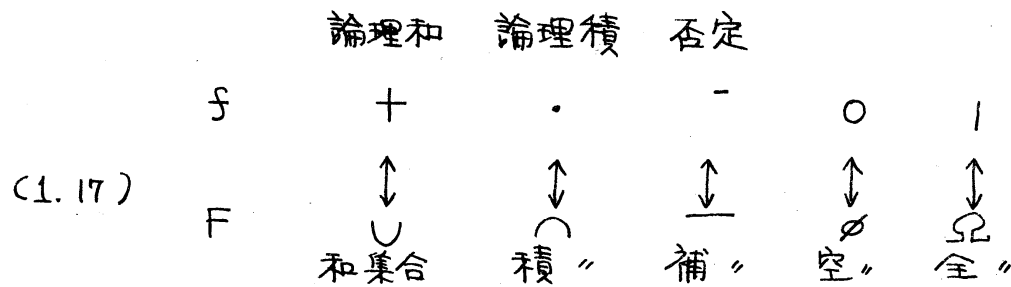 論理和 論理積 否定
f + · ‾ 0 1
(1.17) ↕ ↕ ↕ ↕ ↕
F ∪ ∩ — ∅ Ω
和集合 積〃 補〃 空〃 全〃